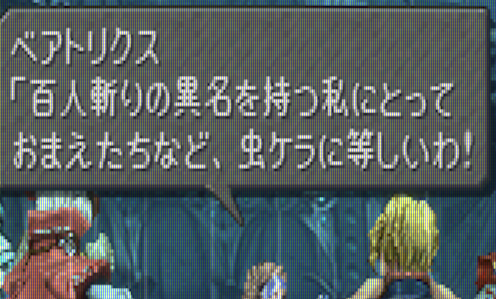 ベアトリクス
「百人斬りの異名を持つ私にとって
おまえたちなど、虫ケラに等しいわ!